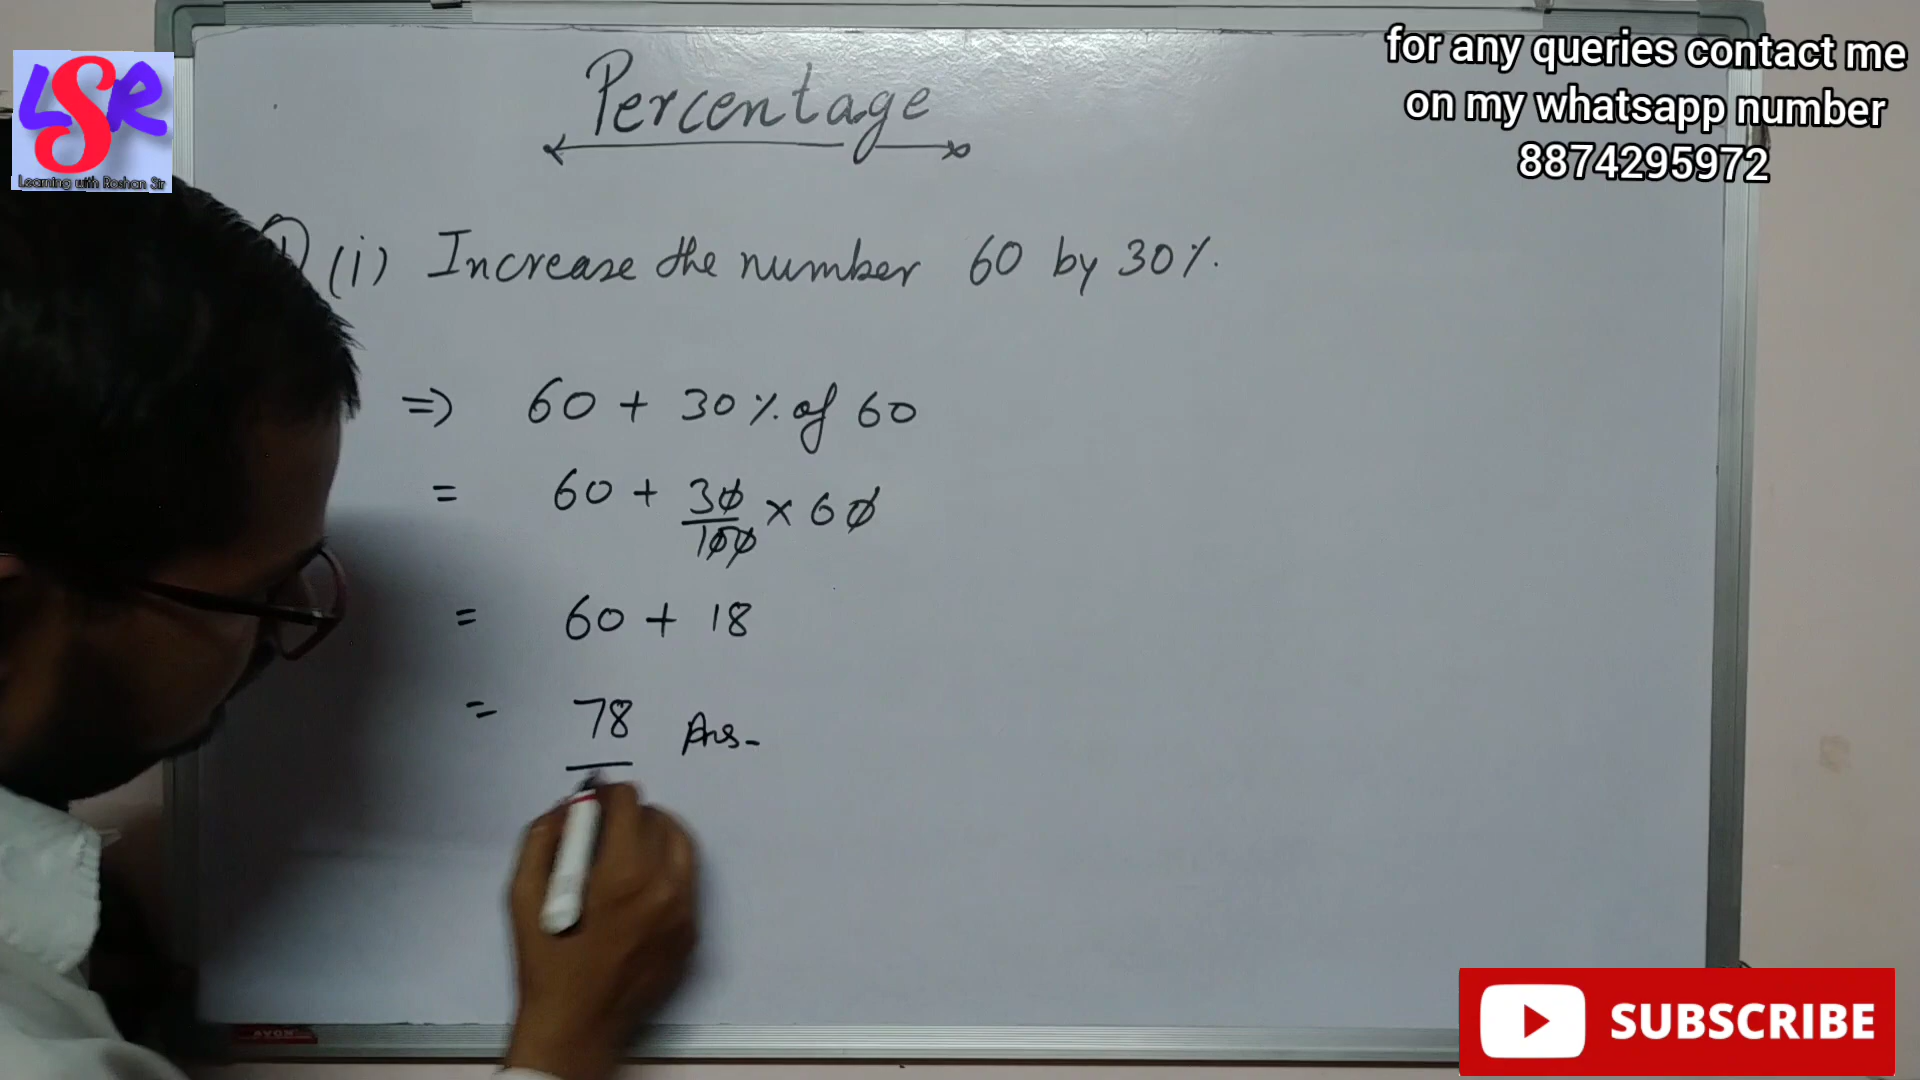 LSR
Learning with Roshan Sir
for any queries contact me
on my whatsapp number
8874295972
Percentage
(i) Increase the number 60 by 30%.
=> 60 + 30% of 60
= 60 + 30/100 × 60
= 60 + 18
= 78 Ans-
AVON
SUBSCRIBE